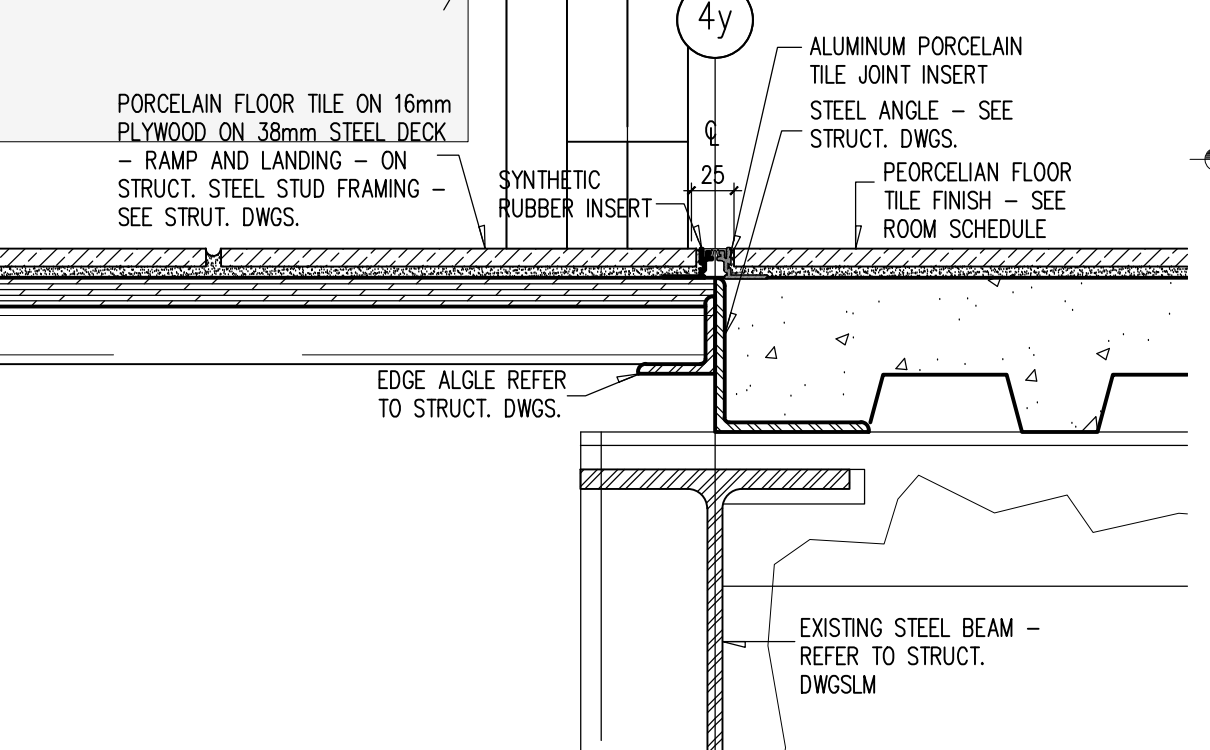 4y
ALUMINUM PORCELAIN
TILE JOINT INSERT
PORCELAIN FLOOR TILE ON 16mm
PLYWOOD ON 38mm STEEL DECK
– RAMP AND LANDING – ON
STRUCT. STEEL STUD FRAMING –
SEE STRUT. DWGS.
STEEL ANGLE – SEE
STRUCT. DWGS.
℄
25
SYNTHETIC
RUBBER INSERT
PEORCELIAN FLOOR
TILE FINISH – SEE
ROOM SCHEDULE
EDGE ALGLE REFER
TO STRUCT. DWGS.
EXISTING STEEL BEAM –
REFER TO STRUCT.
DWGSLM